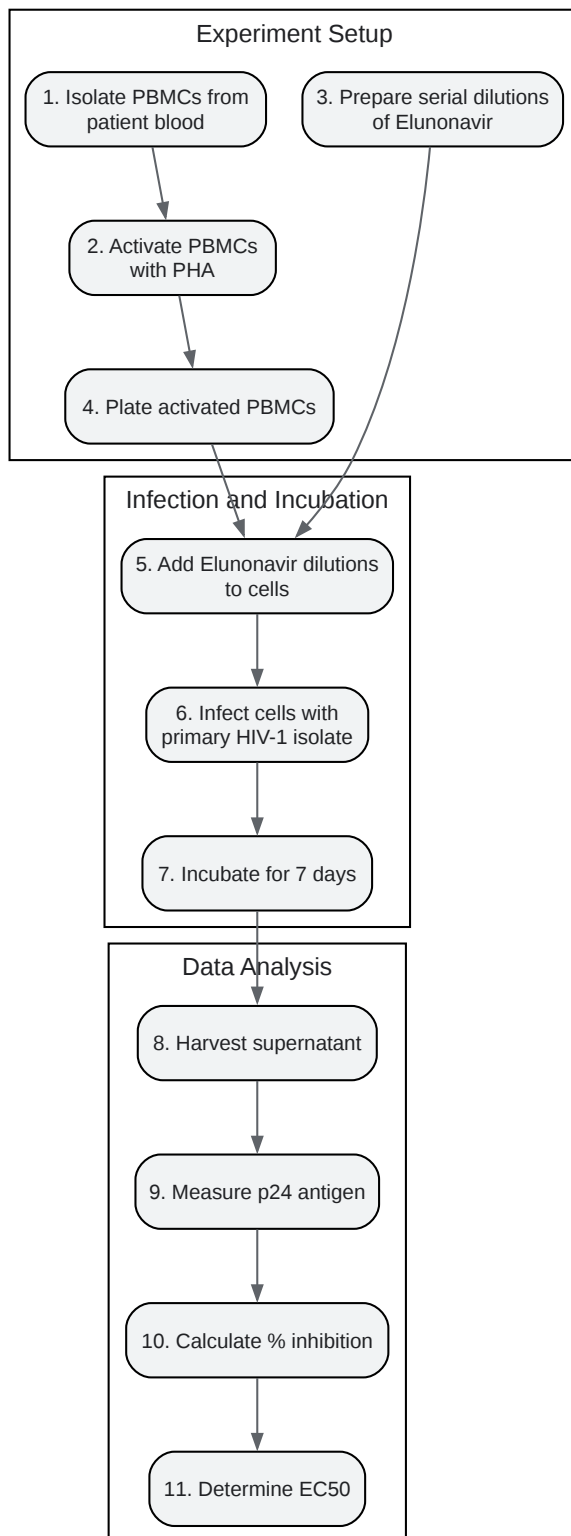 Experiment Setup
1. Isolate PBMCs from
patient blood
3. Prepare serial dilutions
of Elunonavir
2. Activate PBMCs
with PHA
4. Plate activated PBMCs
Infection and Incubation
5. Add Elunonavir dilutions
to cells
6. Infect cells with
primary HIV-1 isolate
7. Incubate for 7 days
Data Analysis
8. Harvest supernatant
9. Measure p24 antigen
10. Calculate % inhibition
11. Determine EC50